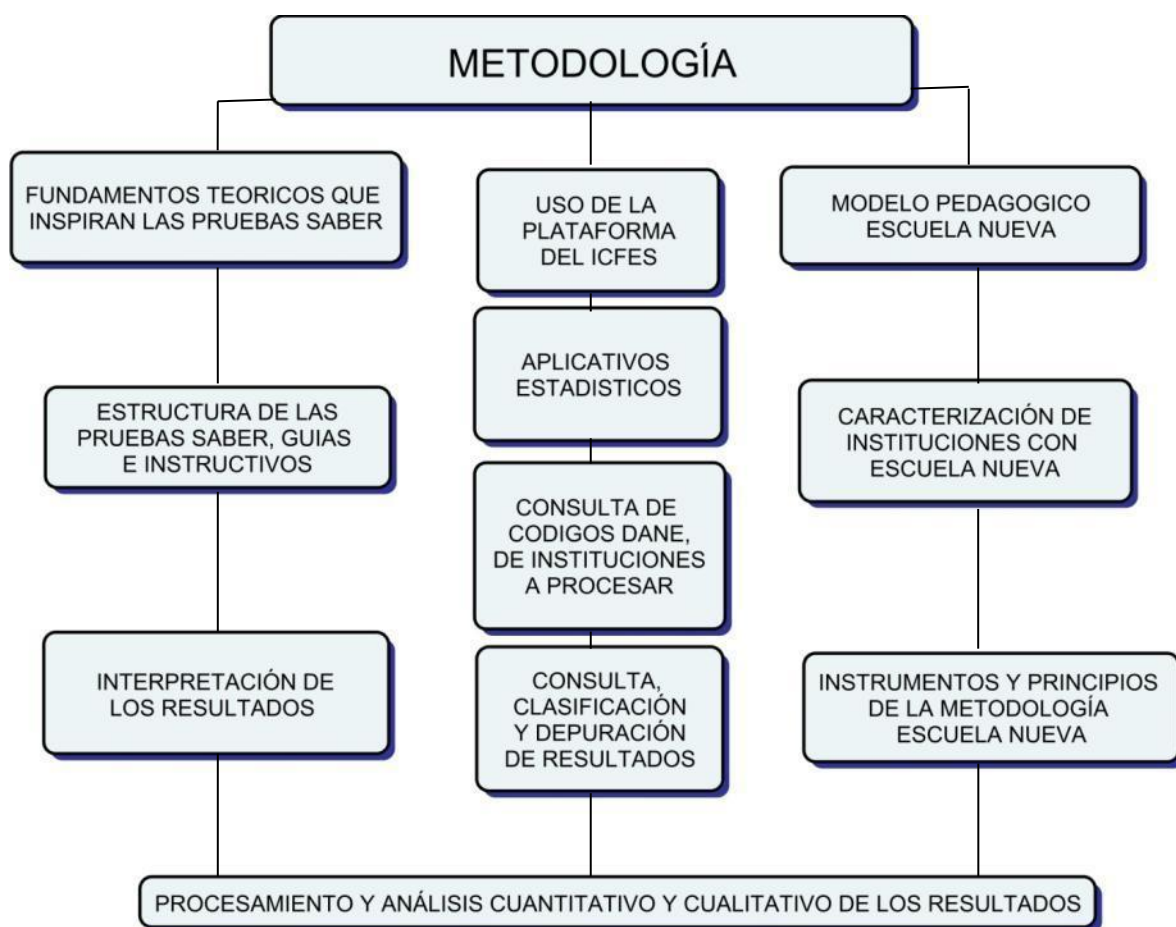 METODOLOGÍA
FUNDAMENTOS TEORICOS QUE
INSPIRAN LAS PRUEBAS SABER
ESTRUCTURA DE LAS
PRUEBAS SABER, GUIAS
E INSTRUCTIVOS
INTERPRETACIÓN DE
LOS RESULTADOS
USO DE LA
PLATAFORMA
DEL ICFES
APLICATIVOS
ESTADISTICOS
CONSULTA DE
CODIGOS DANE,
DE INSTITUCIONES
A PROCESAR
CONSULTA,
CLASIFICACIÓN
Y DEPURACIÓN
DE RESULTADOS
MODELO PEDAGOGICO
ESCUELA NUEVA
CARACTERIZACIÓN DE
INSTITUCIONES CON
ESCUELA NUEVA
INSTRUMENTOS Y PRINCIPIOS
DE LA METODOLOGÍA
ESCUELA NUEVA
PROCESAMIENTO Y ANÁLISIS CUANTITATIVO Y CUALITATIVO DE LOS RESULTADOS